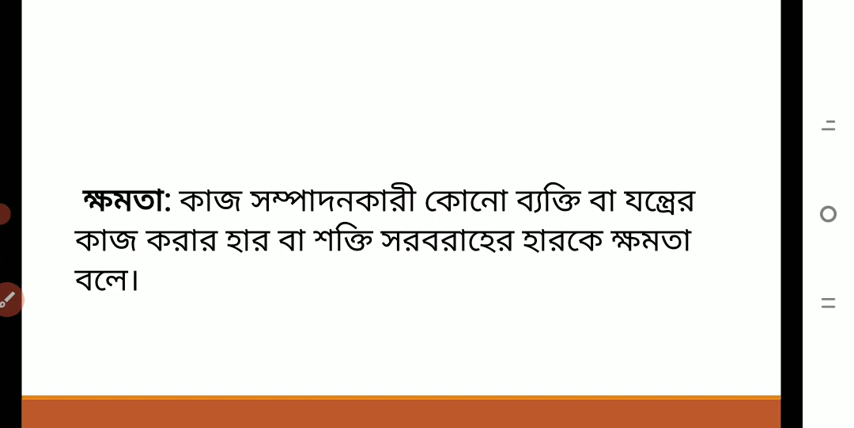 ক্ষমতা: কাজ সম্পাদনকারী কোনো ব্যক্তি বা যন্ত্রের
কাজ করার হার বা শক্তি সরবরাহের হারকে ক্ষমতা
বলে।